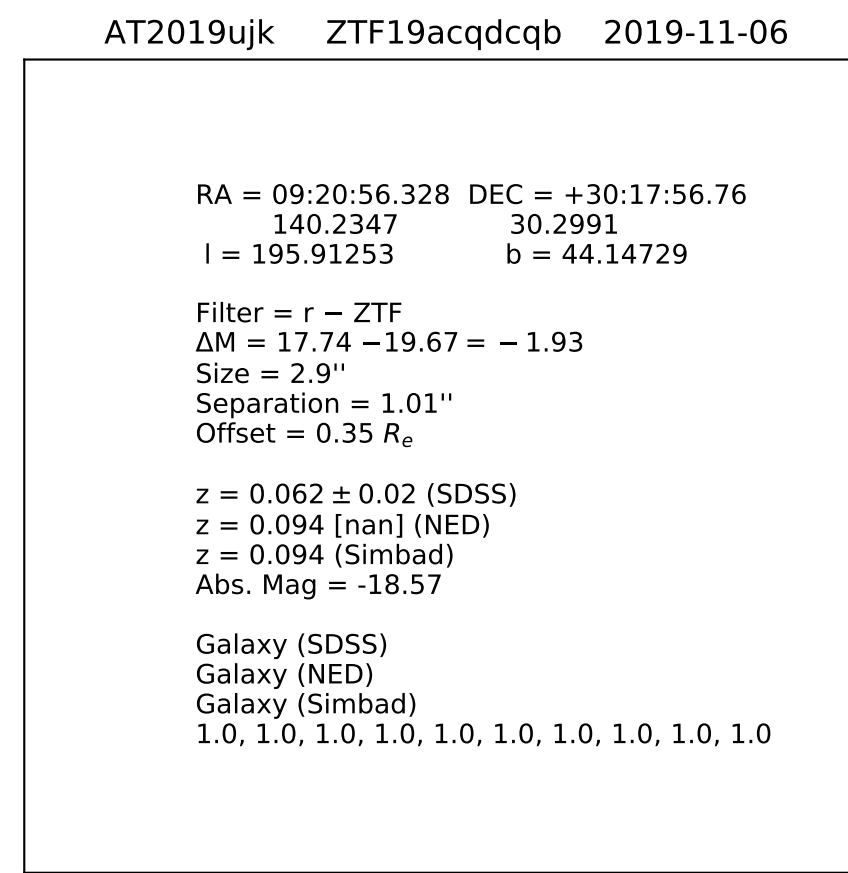 AT2019ujk ZTF19acqdcqb 2019-11-06
RA = 09:20:56.328 DEC = +30:17:56.76
140.2347 30.2991
l = 195.91253 b = 44.14729
Filter = r − ZTF
ΔM = 17.74 −19.67 = − 1.93
Size = 2.9''
Separation = 1.01''
Offset = 0.35 Re
z = 0.062 ± 0.02 (SDSS)
z = 0.094 [nan] (NED)
z = 0.094 (Simbad)
Abs. Mag = -18.57
Galaxy (SDSS)
Galaxy (NED)
Galaxy (Simbad)
1.0, 1.0, 1.0, 1.0, 1.0, 1.0, 1.0, 1.0, 1.0, 1.0